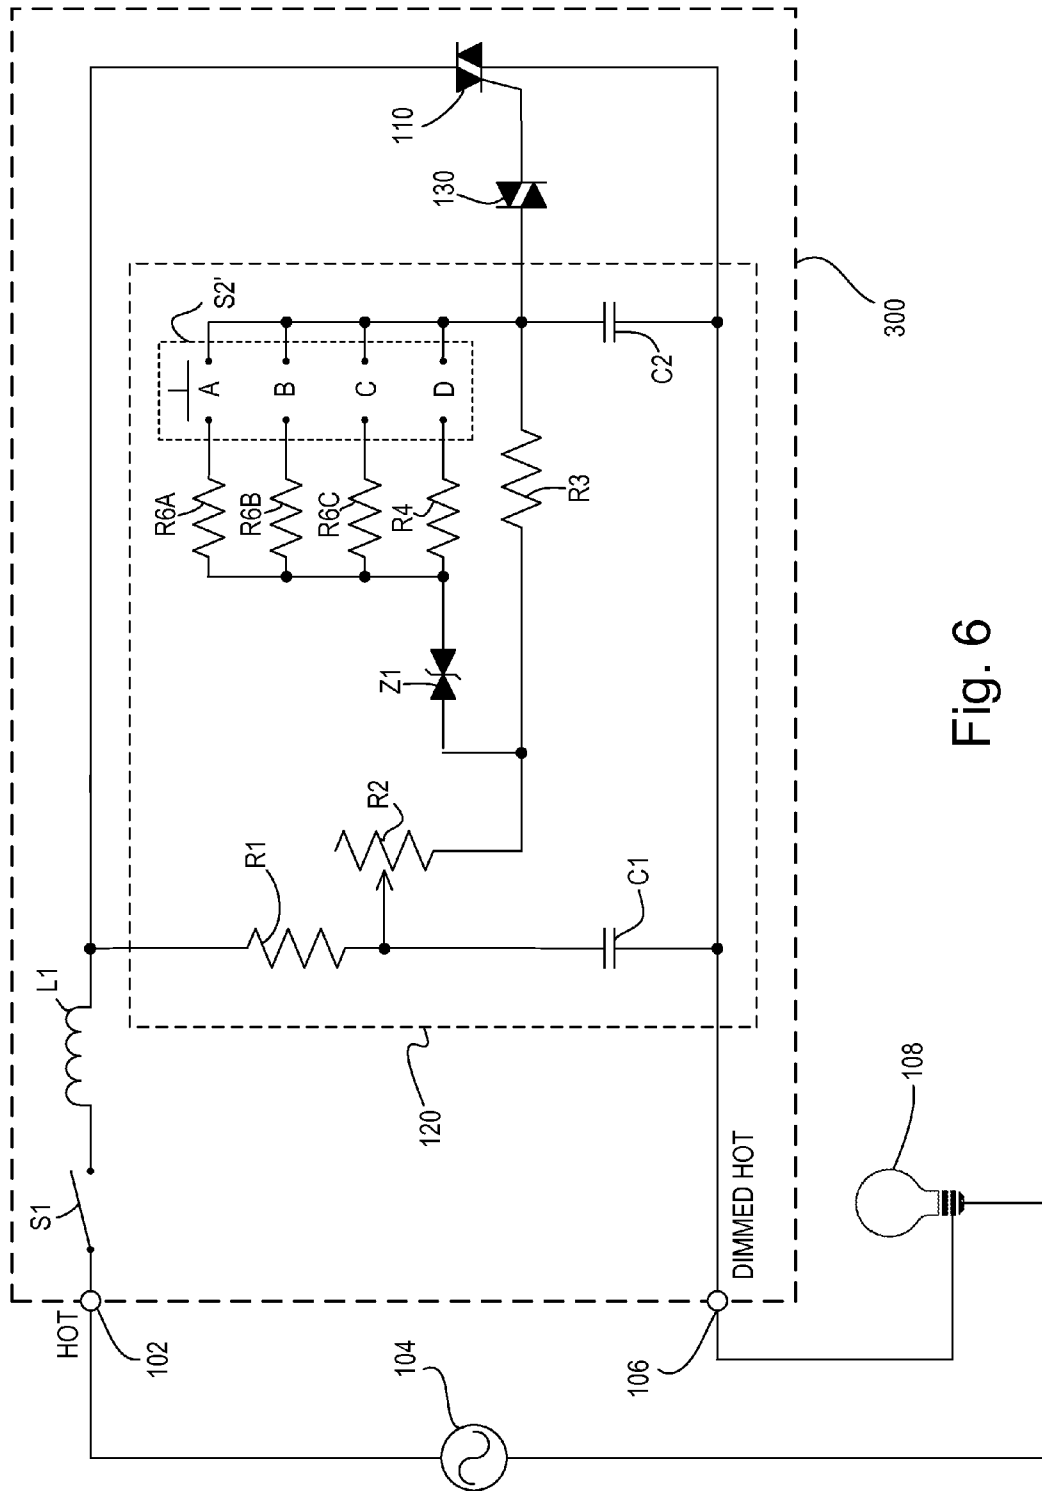 HOT
102
S1
L1
104
106
DIMMED HOT
108
120
R1
R2
C1
Z1
R6A
R6B
R6C
R4
S2'
A
B
C
D
R3
C2
130
110
300
Fig. 6